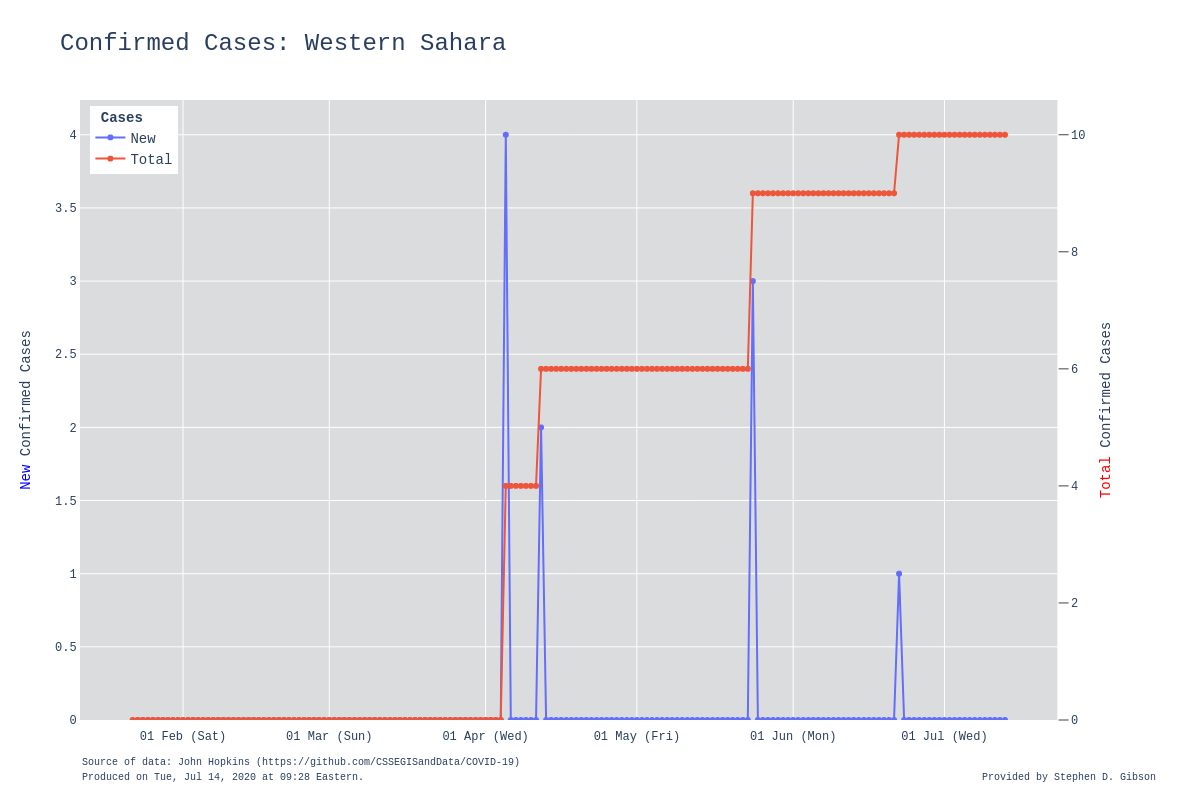 Confirmed Cases: Western Sahara
Cases
New
Total
4
3.5
3
2.5
2
1.5
1
0.5
0
New Confirmed Cases
10
8
6
4
2
0
Total Confirmed Cases
01 Feb (Sat)
01 Mar (Sun)
01 Apr (Wed)
01 May (Fri)
01 Jun (Mon)
01 Jul (Wed)
Source of data: John Hopkins (https://github.com/CSSEGISandData/COVID-19)
Produced on Tue, Jul 14, 2020 at 09:28 Eastern.
Provided by Stephen D. Gibson